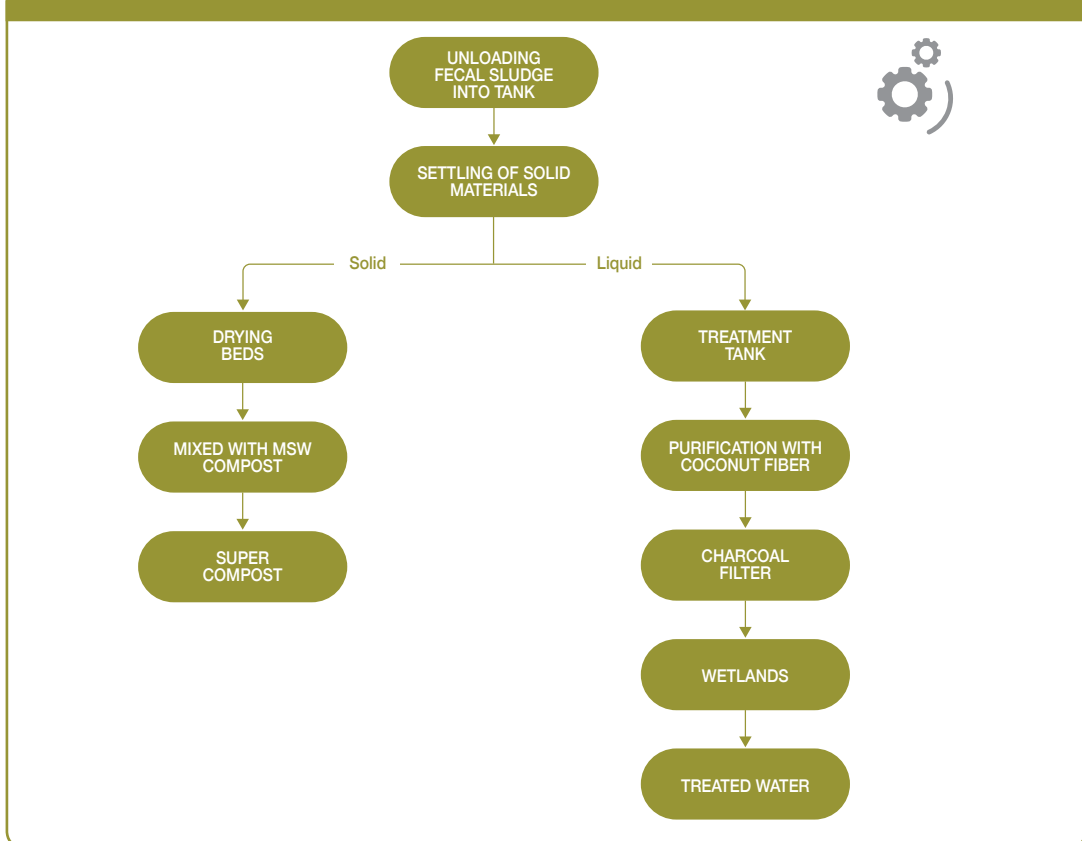 UNLOADING
FECAL SLUDGE
INTO TANK
SETTLING OF SOLID
MATERIALS
Solid
Liquid
DRYING
BEDS
MIXED WITH MSW
COMPOST
SUPER
COMPOST
TREATMENT
TANK
PURIFICATION WITH
COCONUT FIBER
CHARCOAL
FILTER
WETLANDS
TREATED WATER